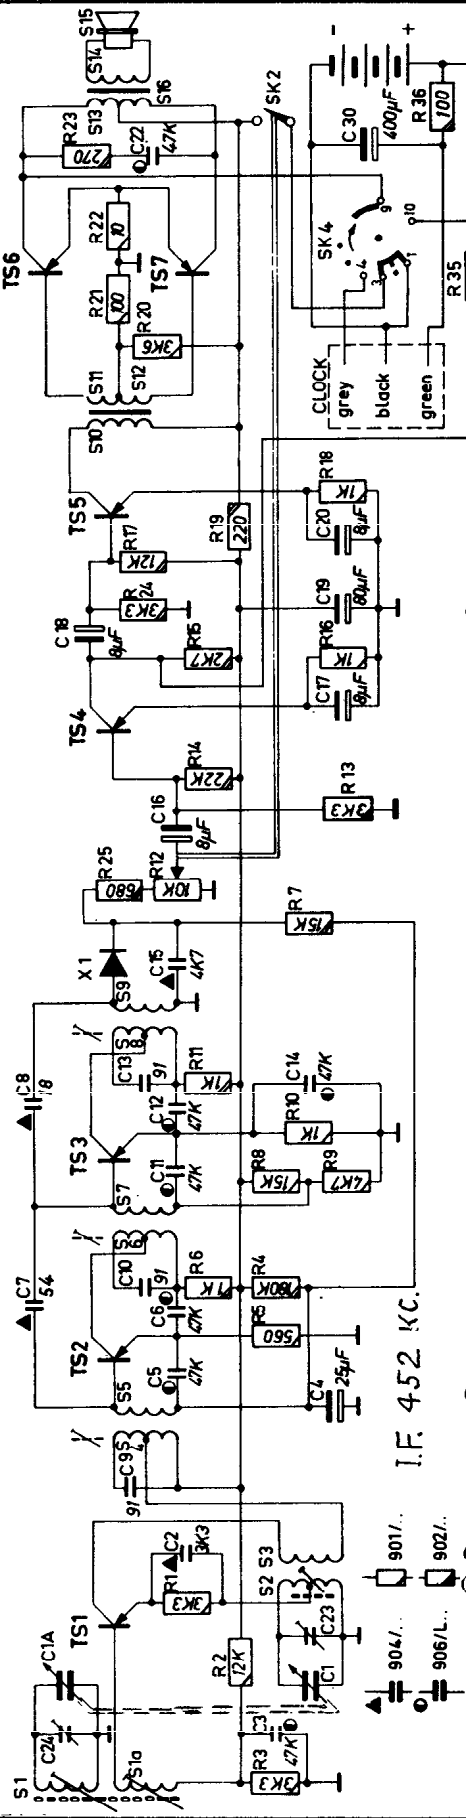 S15
S14
S16
S13
R23
270
C22
47K
TS6
R22
10
R21
100
R20
3K6
TS7
S11
S12
S10
SK2
C30
400µF
R36
100
-
+
SK4
9
10
4
3
1
R35
CLOCK
grey
black
green
TS5
R17
12K
R24
3K3
C18
8µF
R15
2K7
R19
220
R18
1K
C20
8µF
C19
80µF
R16
1K
C17
8µF
TS4
R14
22K
C16
8µF
R13
3K3
R25
680
R12
10K
R7
15K
X1
S9
C15
4K7
C8
18
S8
C13
91
R11
1K
C12
47K
TS3
C11
47K
S7
C14
47K
R10
1K
R8
15K
R9
4K7
C7
54
S6
C10
91
R6
1K
C6
47K
TS2
C5
47K
S5
R4
180K
560
C4
25µF
I.F. 452 KC.
C9
S4
91
C2
3K3
R1
3K3
S3
S2
C23
C1
TS1
C1A
C24
S1
S1a
R2
12K
C3
47K
R3
3K3
901/..
902/..
904/..
906/L..